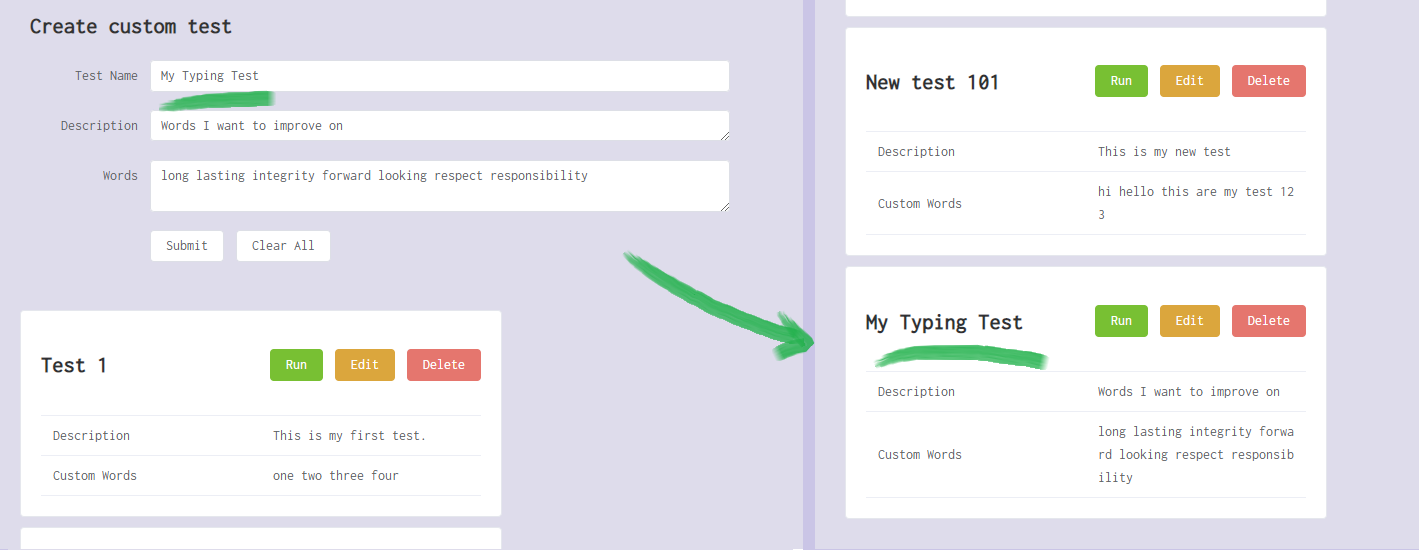 Create custom test
Test Name My Typing Test
Description Words I want to improve on
Words long lasting integrity forward looking respect responsibility
Submit Clear All
Test 1 Run Edit Delete
Description This is my first test.
Custom Words one two three four
New test 101 Run Edit Delete
Description This is my new test
Custom Words hi hello this are my test 12
3
My Typing Test Run Edit Delete
Description Words I want to improve on
long lasting integrity forwa
Custom Words rd looking respect responsib
ility